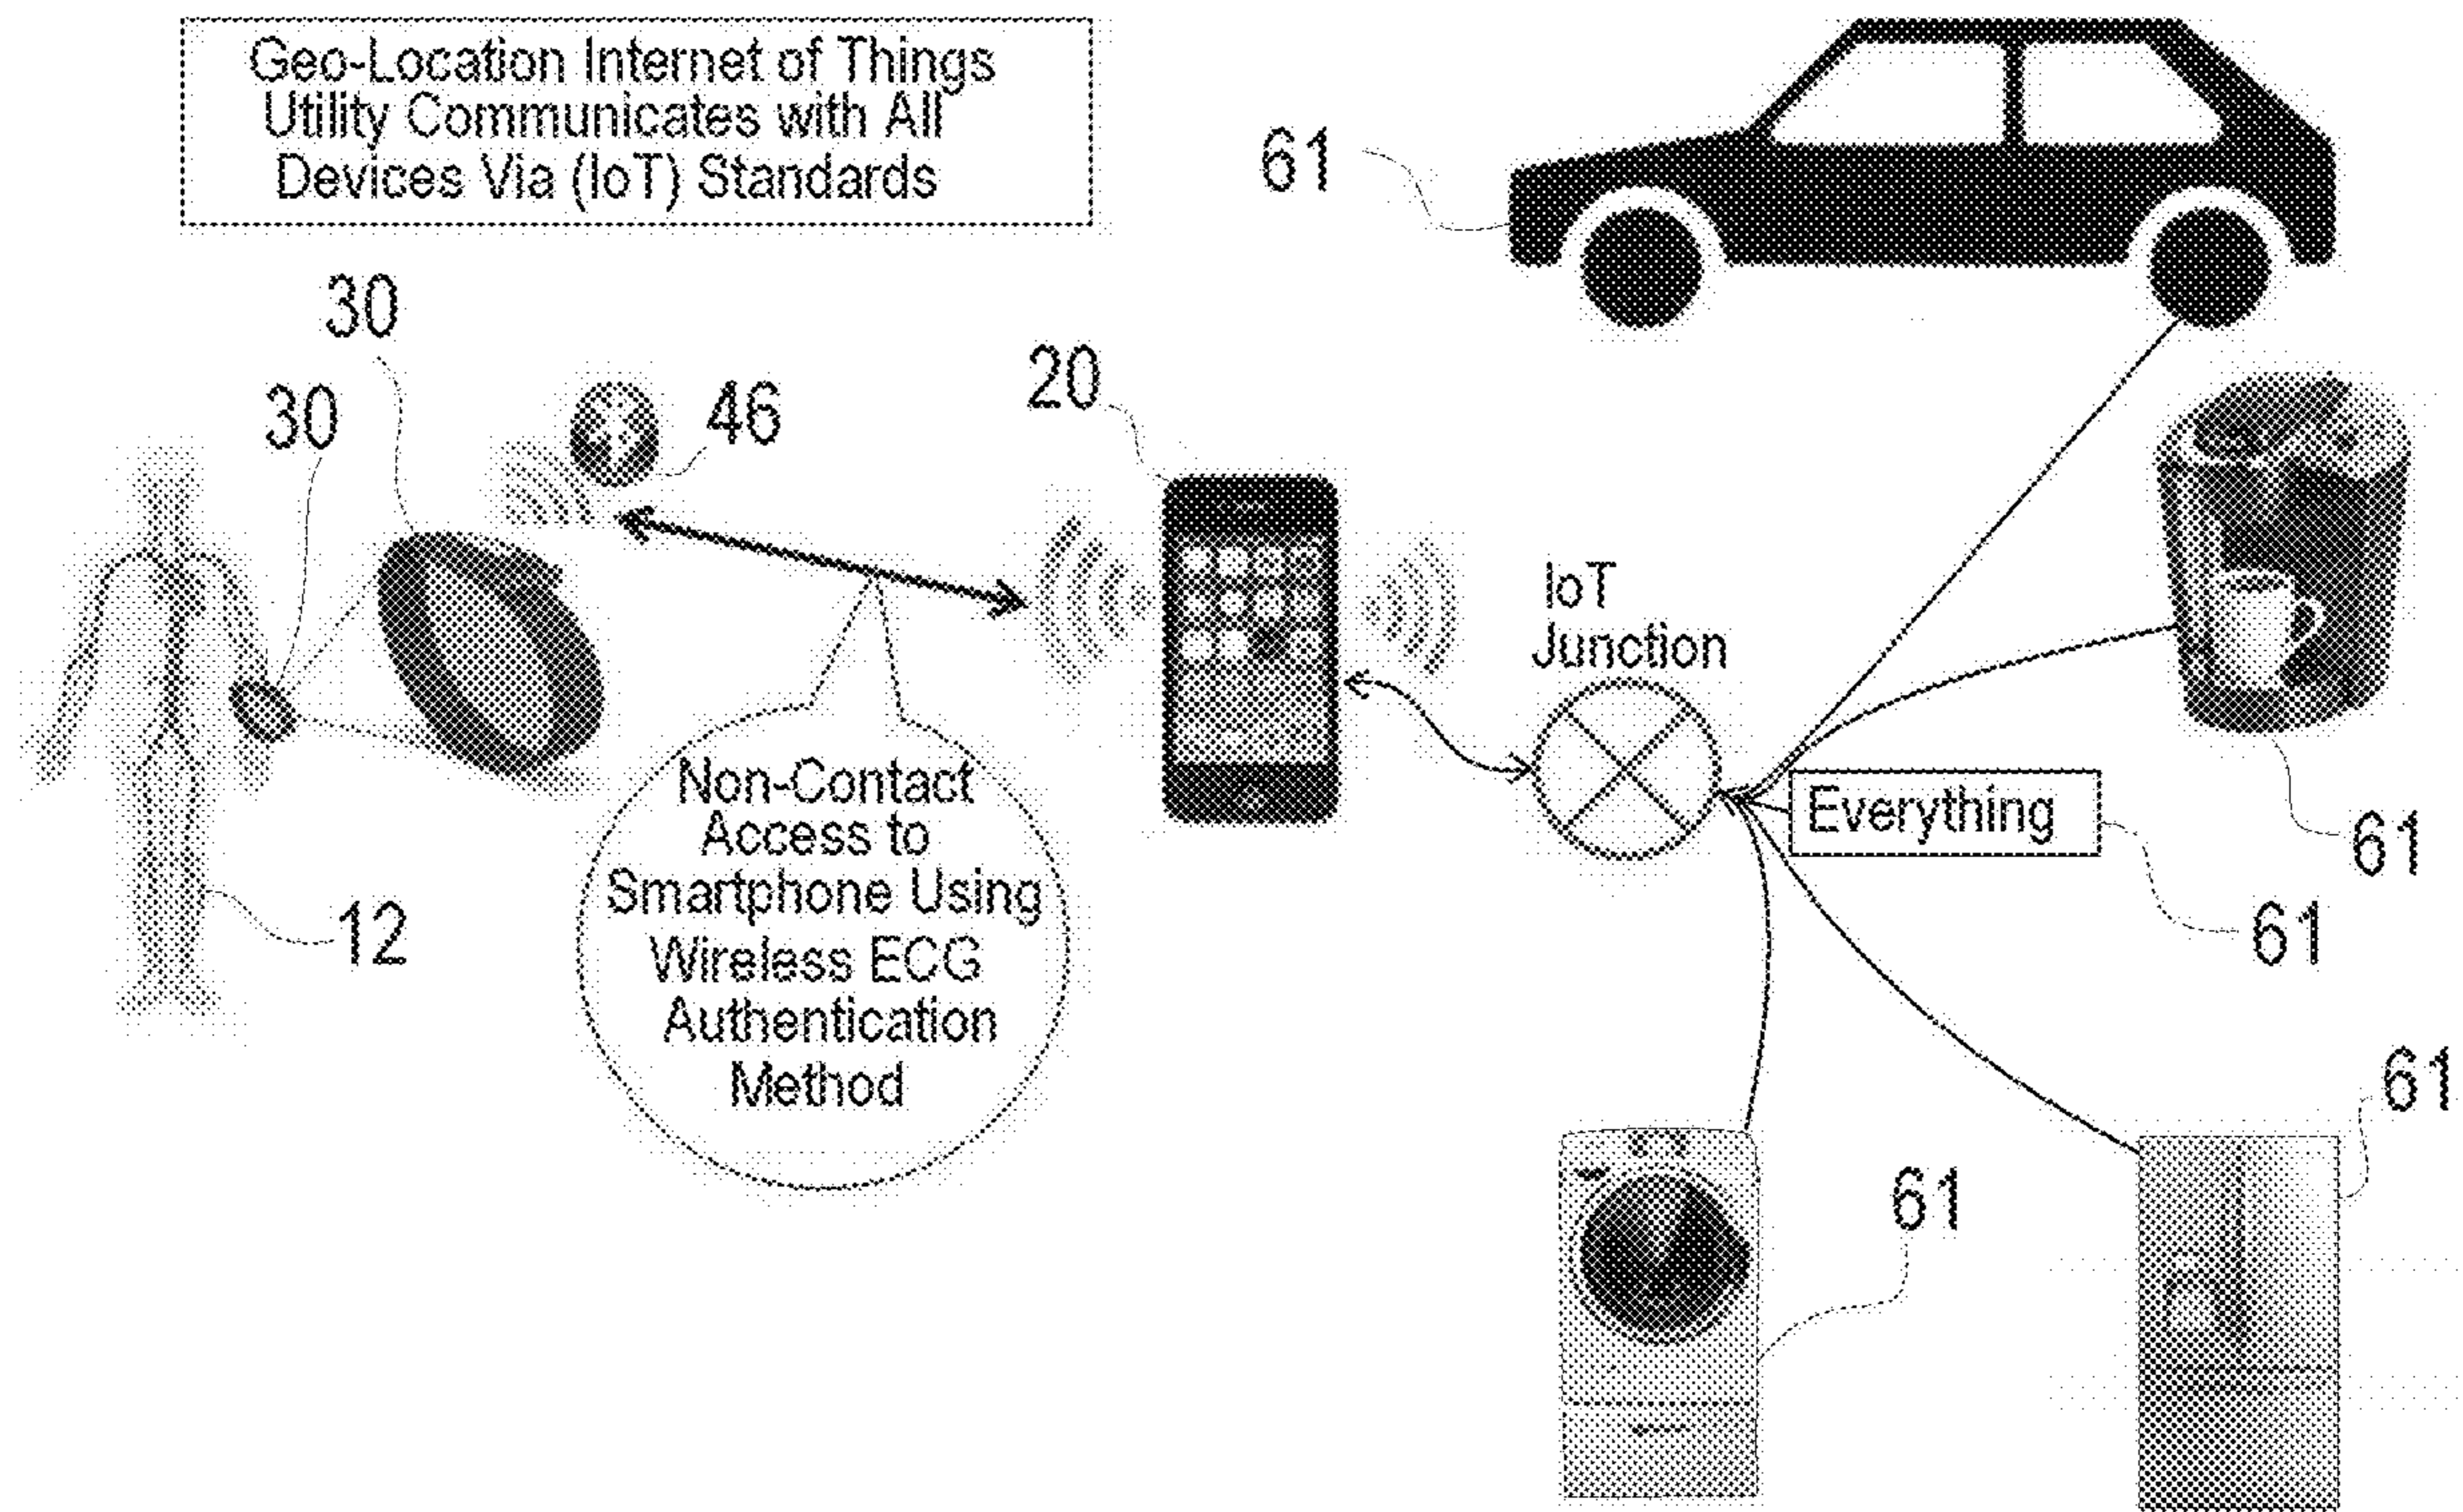 Geo-Location Internet of Things
Utility Communicates with All
Devices Via (IoT) Standards
61
30
30
46
20
IoT
Junction
Non-Contact
Access to
Smartphone Using
Wireless ECG
Authentication
Method
Everything
61
61
12
61
61